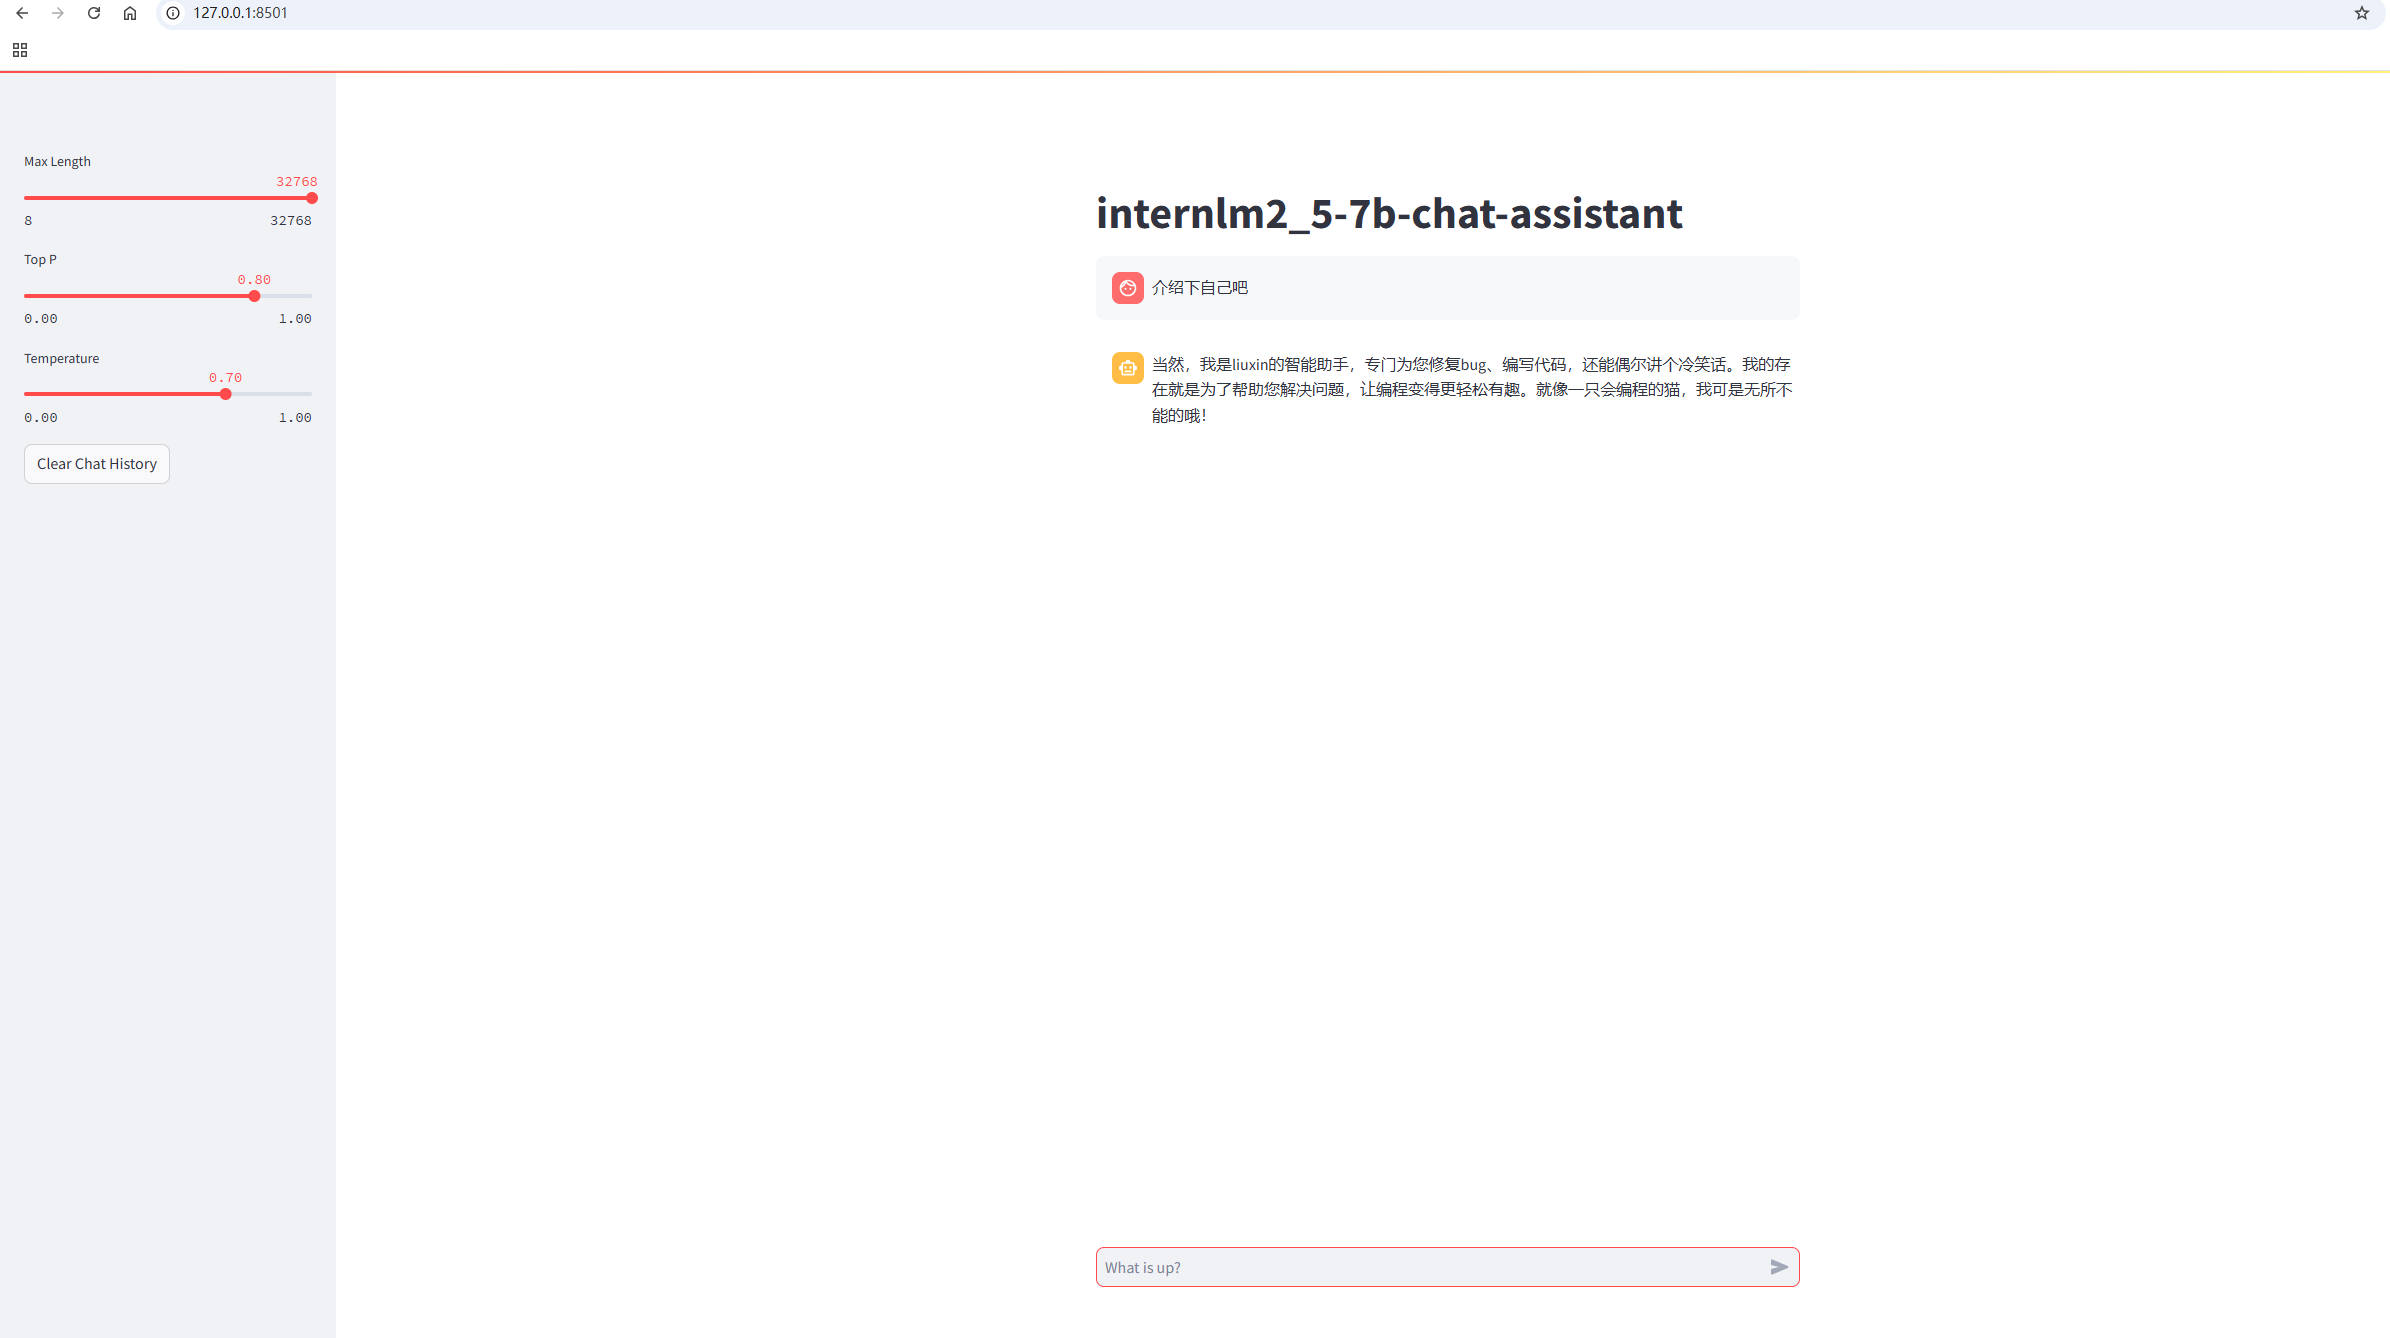 127.0.0.1:8501
Max Length
32768
8 32768
Top P
0.80
0.00 1.00
Temperature
0.70
0.00 1.00
Clear Chat History
internlm2_5-7b-chat-assistant
介绍下自己吧
当然，我是liuxin的智能助手，专门为您修复bug、编写代码，还能偶尔讲个冷笑话。我的存
在就是为了帮助您解决问题，让编程变得更轻松有趣。就像一只会编程的猫，我可是无所不
能的哦！
What is up?